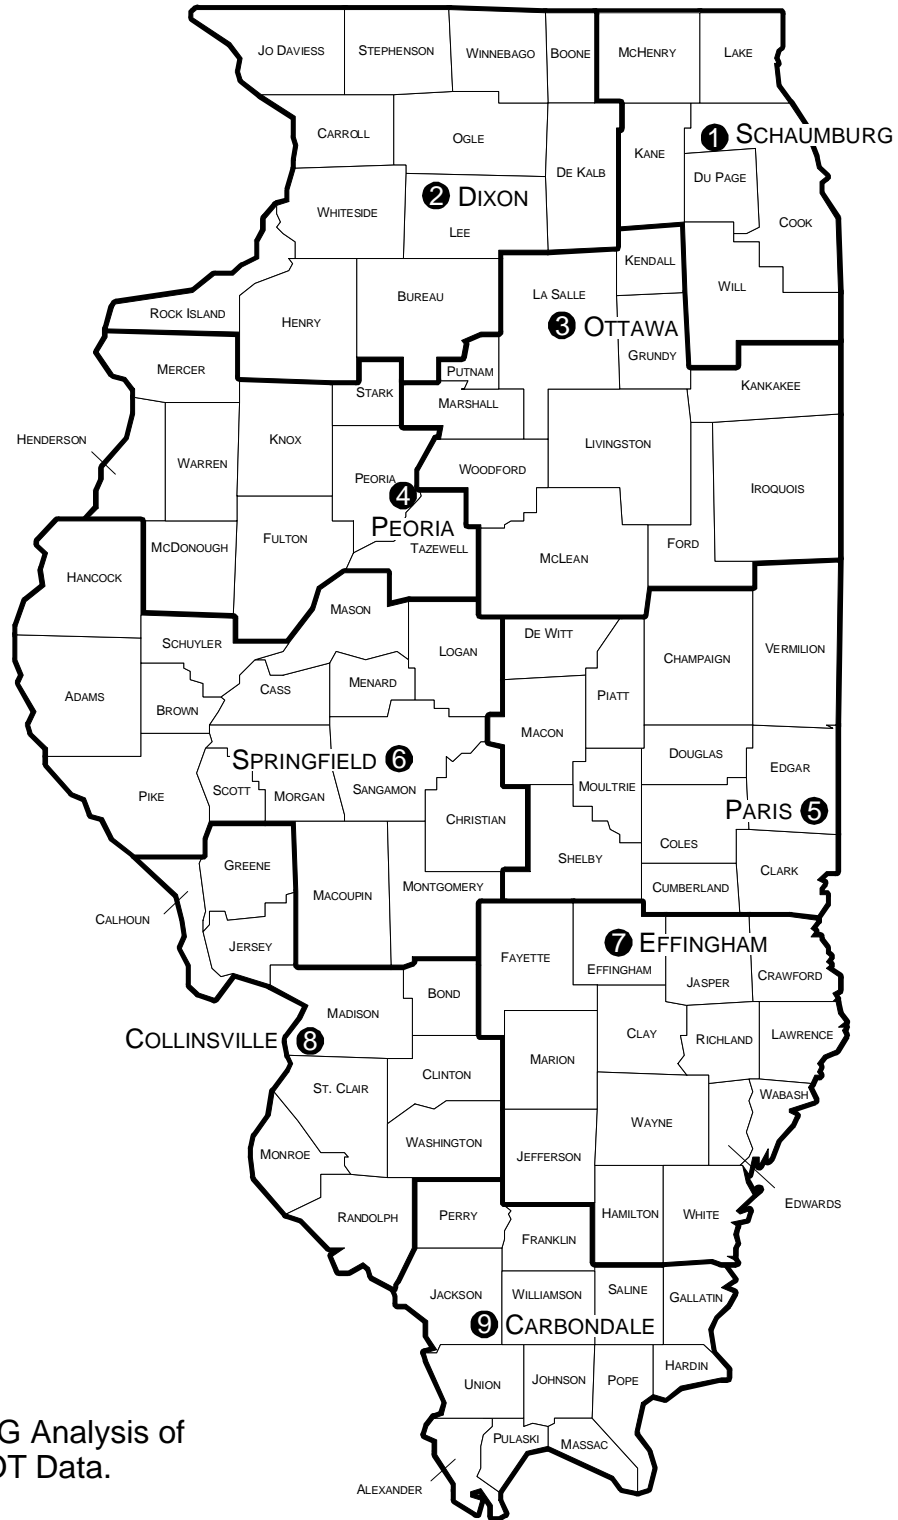 JO DAVIESS
STEPHENSON
WINNEBAGO
BOONE
MCHENRY
LAKE
CARROLL
OGLE
DE KALB
KANE
1 SCHAUMBURG
DU PAGE
COOK
WHITESIDE
2 DIXON
LEE
KENDALL
WILL
ROCK ISLAND
HENRY
BUREAU
LA SALLE
3 OTTAWA
GRUNDY
MERCER
PUTNAM
KANKAKEE
STARK
MARSHALL
HENDERSON
WARREN
KNOX
PEORIA
WOODFORD
LIVINGSTON
IROQUOIS
4
PEORIA
TAZEWELL
MCDONOUGH
FULTON
MCLEAN
FORD
HANCOCK
MASON
SCHUYLER
LOGAN
DE WITT
CHAMPAIGN
VERMILION
ADAMS
BROWN
CASS
MENARD
PIATT
MACON
SPRINGFIELD 6
DOUGLAS
EDGAR
PIKE
SCOTT
MORGAN
SANGAMON
MOULTRIE
CHRISTIAN
PARIS 5
COLES
SHELBY
GREENE
CLARK
CUMBERLAND
MACOUPIN
MONTGOMERY
CALHOUN
JERSEY
FAYETTE
7 EFFINGHAM
EFFINGHAM
JASPER
CRAWFORD
BOND
MADISON
COLLINSVILLE 8
CLAY
RICHLAND
LAWRENCE
MARION
CLINTON
ST. CLAIR
WABASH
WAYNE
WASHINGTON
MONROE
JEFFERSON
EDWARDS
RANDOLPH
PERRY
HAMILTON
WHITE
FRANKLIN
JACKSON
WILLIAMSON
SALINE
GALLATIN
9 CARBONDALE
UNION
JOHNSON
POPE
HARDIN
G Analysis of
OT Data.
PULASKI
MASSAC
ALEXANDER